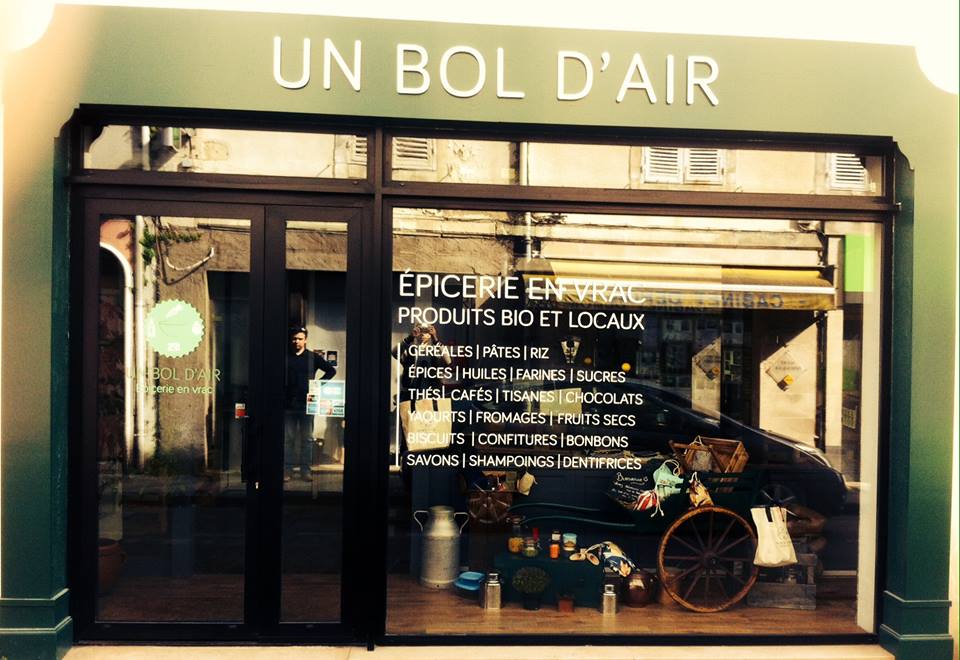 UN BOL D'AIR
ÉPICERIE EN VRAC
PRODUITS BIO ET LOCAUX
CÉRÉALES | PÂTES | RIZ
ÉPICES | HUILES | FARINES | SUCRES
THÉS | CAFÉS | TISANES | CHOCOLATS
YAOURTS | FROMAGES | FRUITS SECS
BISCUITS | CONFITURES | BONBONS
SAVONS | SHAMPOINGS | DENTIFRICES
UN BOL D'AIR
Epicerie en vrac